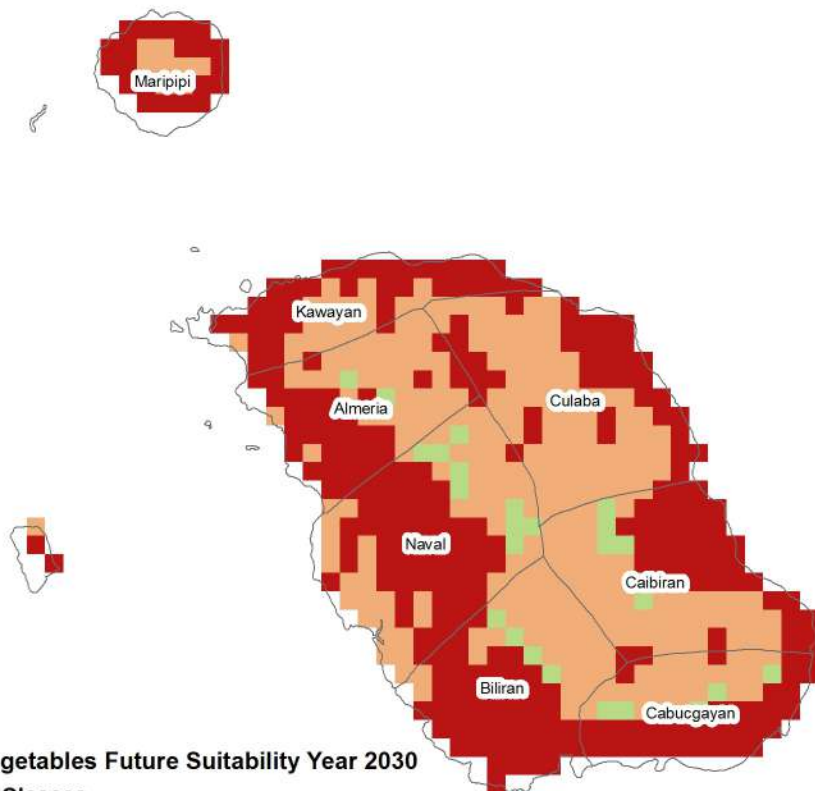 Maripipi
Kawayan
Almeria
Culaba
Naval
Caibiran
Biliran
Cabucgayan
getables Future Suitability Year 2030